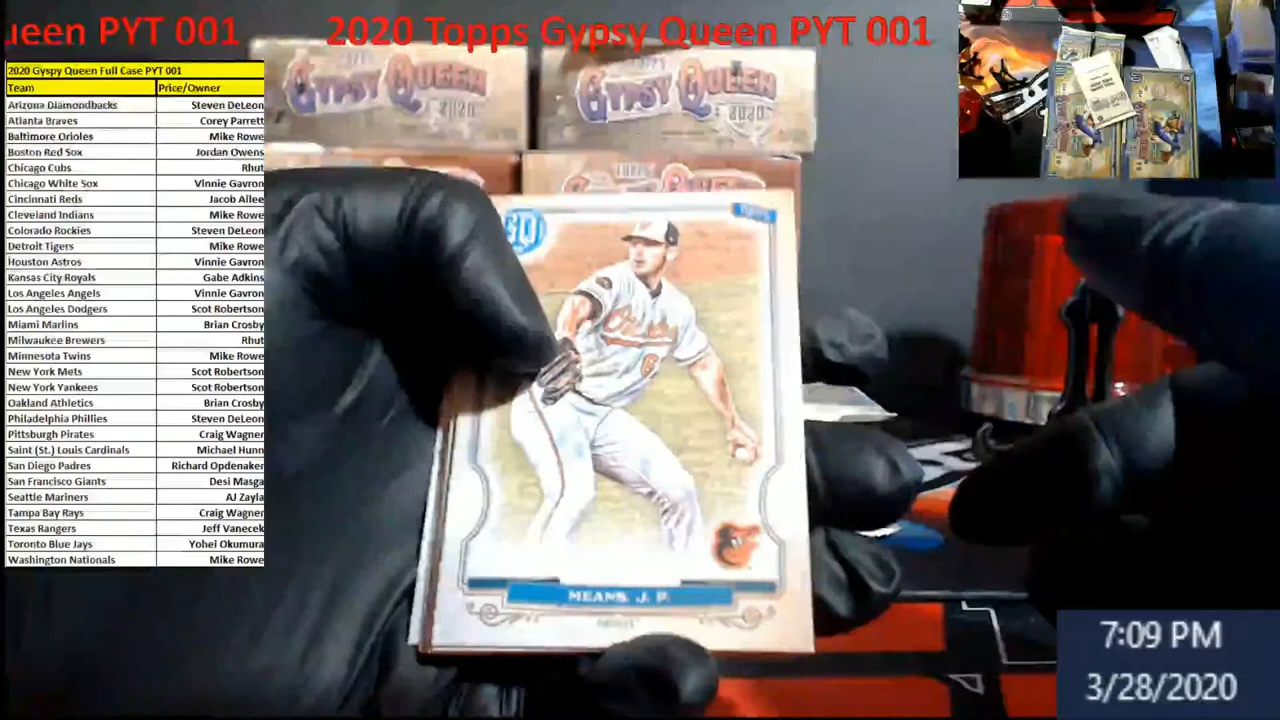 ueen PYT 001
2020 Topps Gypsy Queen PYT 001
2020 Gyspy Queen Full Case PYT 001
Team Price/Owner
Arizona Diamondbacks Steven DeLeon
Atlanta Braves Corey Parrett
Baltimore Orioles Mike Rowe
Boston Red Sox Jordan Owens
Chicago Cubs Rhut
Chicago White Sox Vinnie Gavron
Cincinnati Reds Jacob Allee
Cleveland Indians Mike Rowe
Colorado Rockies Steven DeLeon
Detroit Tigers Mike Rowe
Houston Astros Vinnie Gavron
Kansas City Royals Gabe Adkins
Los Angeles Angels Vinnie Gavron
Los Angeles Dodgers Scot Robertson
Miami Marlins Brian Crosby
Milwaukee Brewers Rhut
Minnesota Twins Mike Rowe
New York Mets Scot Robertson
New York Yankees Scot Robertson
Oakland Athletics Brian Crosby
Philadelphia Phillies Steven DeLeon
Pittsburgh Pirates Craig Wagner
Saint (St.) Louis Cardinals Michael Hunn
San Diego Padres Richard Opdenaker
San Francisco Giants Desi Masga
Seattle Mariners AJ Zayla
Tampa Bay Rays Craig Wagner
Texas Rangers Jeff Vanecek
Toronto Blue Jays Yohei Okumura
Washington Nationals Mike Rowe
GYPSY QUEEN
2020
TOPPS
GYPSY QUEEN
2020
TOPPS
GQ
TOPPS
Orioles
6
MEANS, J. P.
7:09 PM
3/28/2020